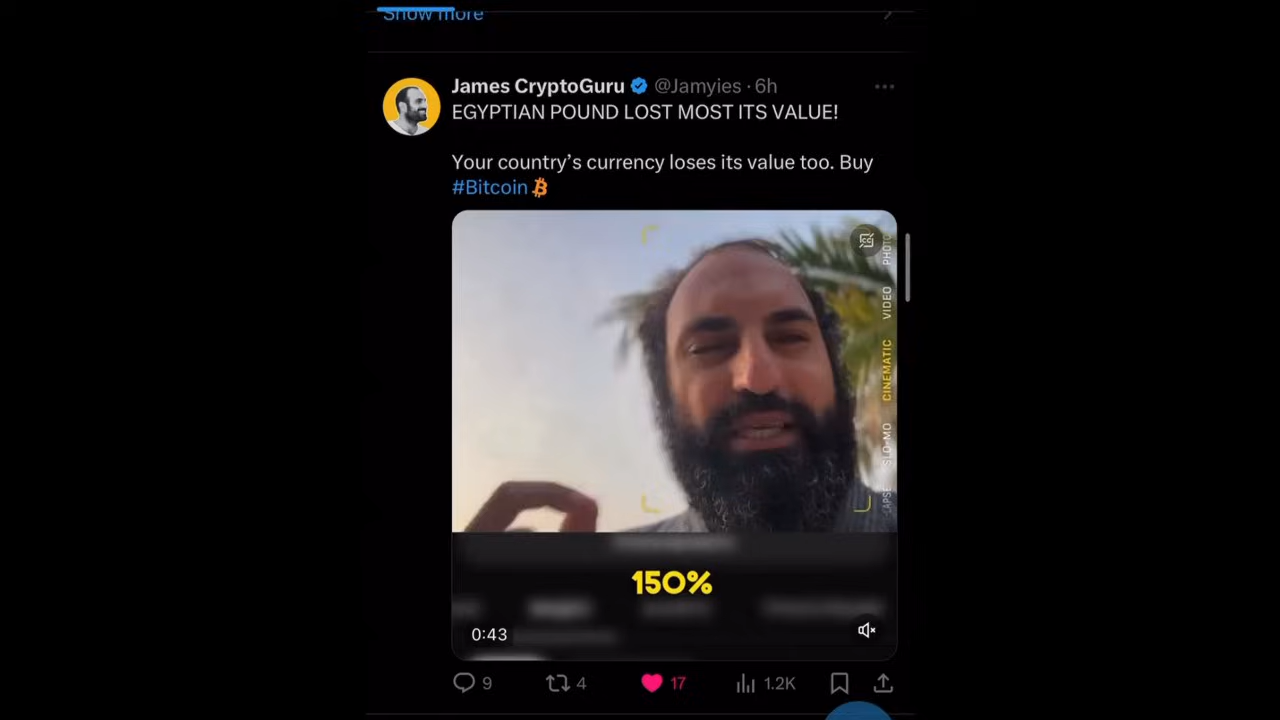 Show more
James CryptoGuru @Jamyies · 6h
EGYPTIAN POUND LOST MOST ITS VALUE!
Your country's currency loses its value too. Buy
#Bitcoin
PHOTO
VIDEO
CINEMATIC
SLO-MO
150%
0:43
9
4
17
1.2K